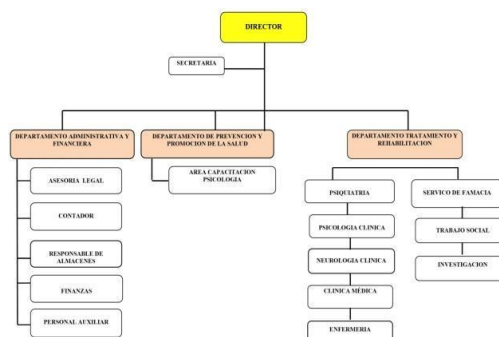 DIRECTOR
SECRETARIA
DEPARTAMENTO ADMINISTRATIVA Y
FINANCIERA
DEPARTAMENTO DE PREVENCION Y
PROMOCION DE LA SALUD
DEPARTAMENTO TRATAMIENTO Y
REHABILITACION
ASESORIA LEGAL
CONTADOR
RESPONSABLE DE
ALMACENES
FINANZAS
PERSONAL AUXILIAR
AREA CAPACITACION
PSICOLOGIA
PSIQUIATRIA
PSICOLOGIA CLINICA
NEUROLOGIA CLINICA
CLINICA MÉDICA
ENFERMERIA
SERVICO DE FAMACIA
TRABAJO SOCIAL
INVESTIGACION